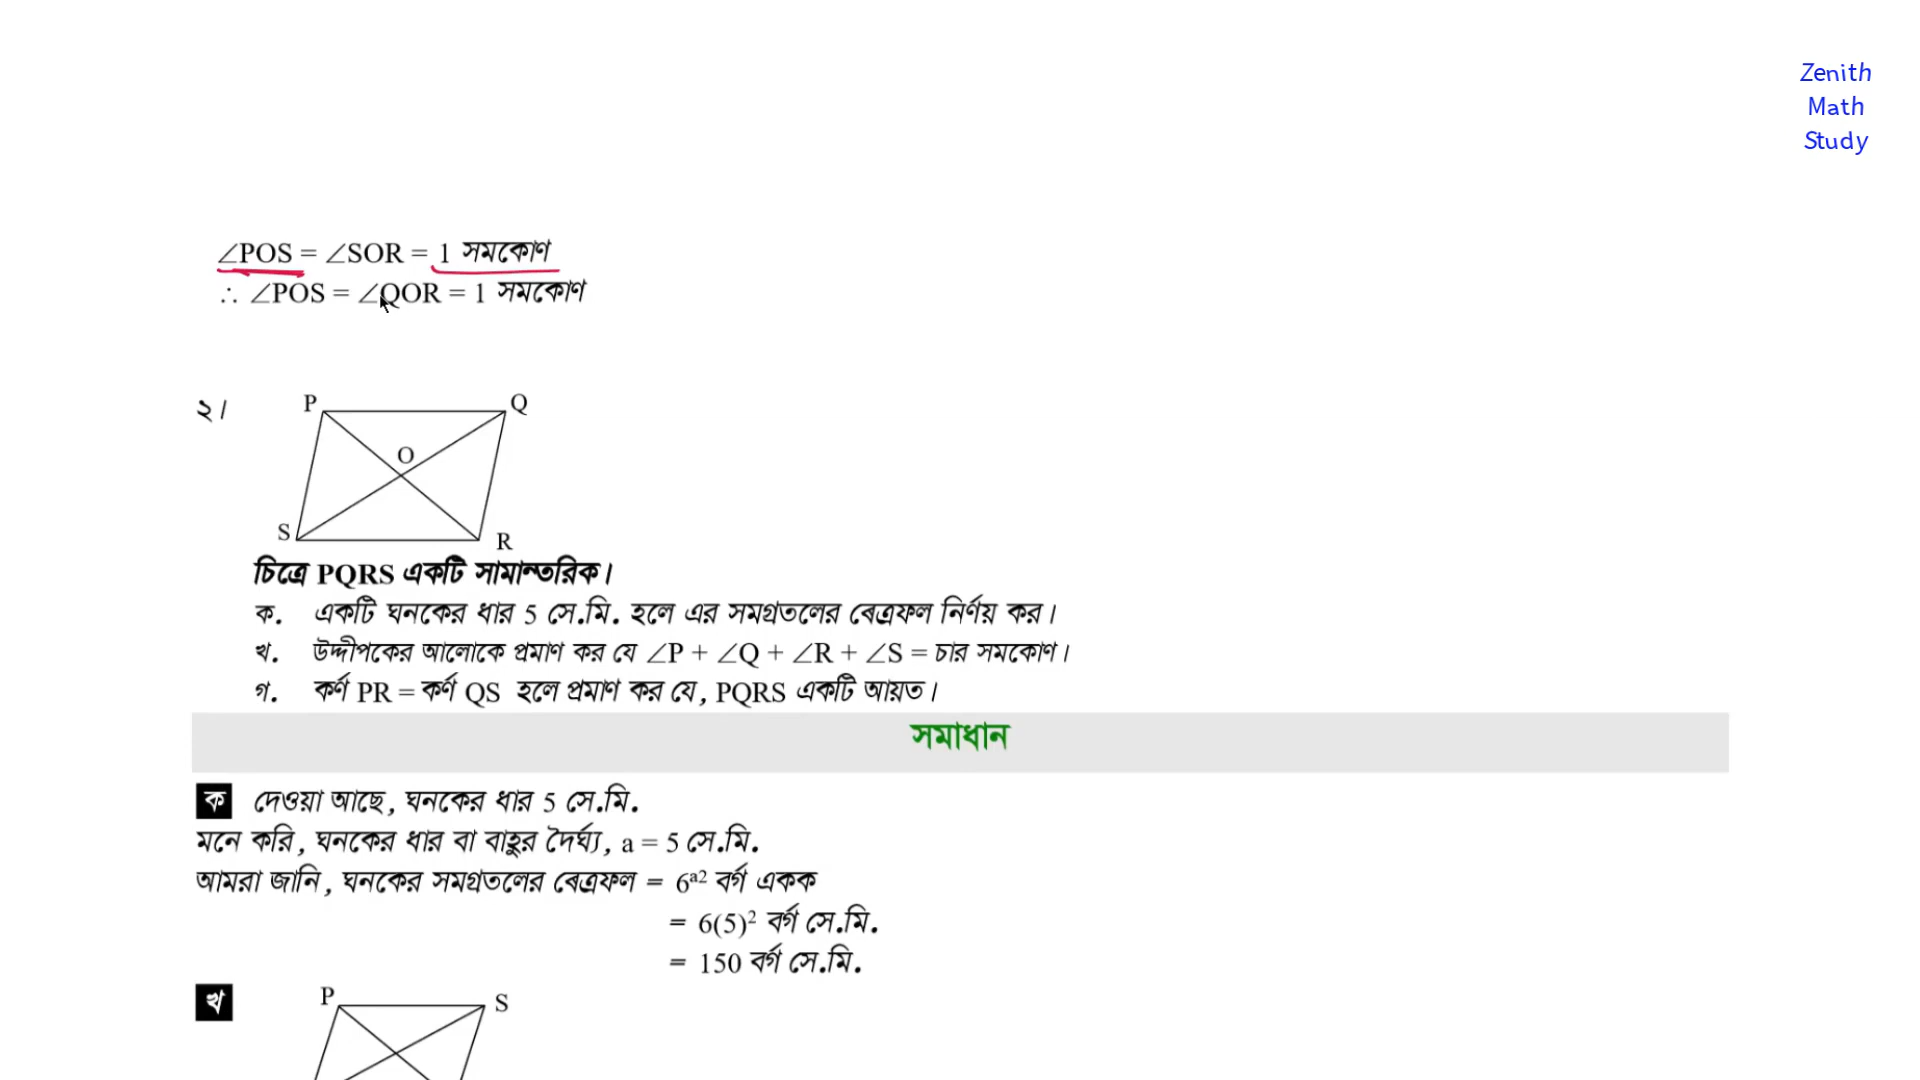 Zenith
Math
Study
∠POS = ∠SOR = 1 সমকোণ
∴ ∠POS = ∠QOR = 1 সমকোণ
২।
P
Q
O
S
R
চিত্রে PQRS একটি সামান্তরিক।
ক. একটি ঘনকের ধার 5 সে.মি. হলে এর সমগ্রতলের ৰেত্রফল নির্ণয় কর।
খ. উদ্দীপকের আলোকে প্রমাণ কর যে ∠P + ∠Q + ∠R + ∠S = চার সমকোণ।
গ. কর্ণ PR = কর্ণ QS হলে প্রমাণ কর যে, PQRS একটি আয়ত।
সমাধান
ক দেওয়া আছে, ঘনকের ধার 5 সে.মি.
মনে করি, ঘনকের ধার বা বাহুর দৈর্ঘ্য, a = 5 সে.মি.
আমরা জানি, ঘনকের সমগ্রতলের ৰেত্রফল = 6ᵃ² বর্গ একক
= 6(5)² বর্গ সে.মি.
= 150 বর্গ সে.মি.
খ
P
S